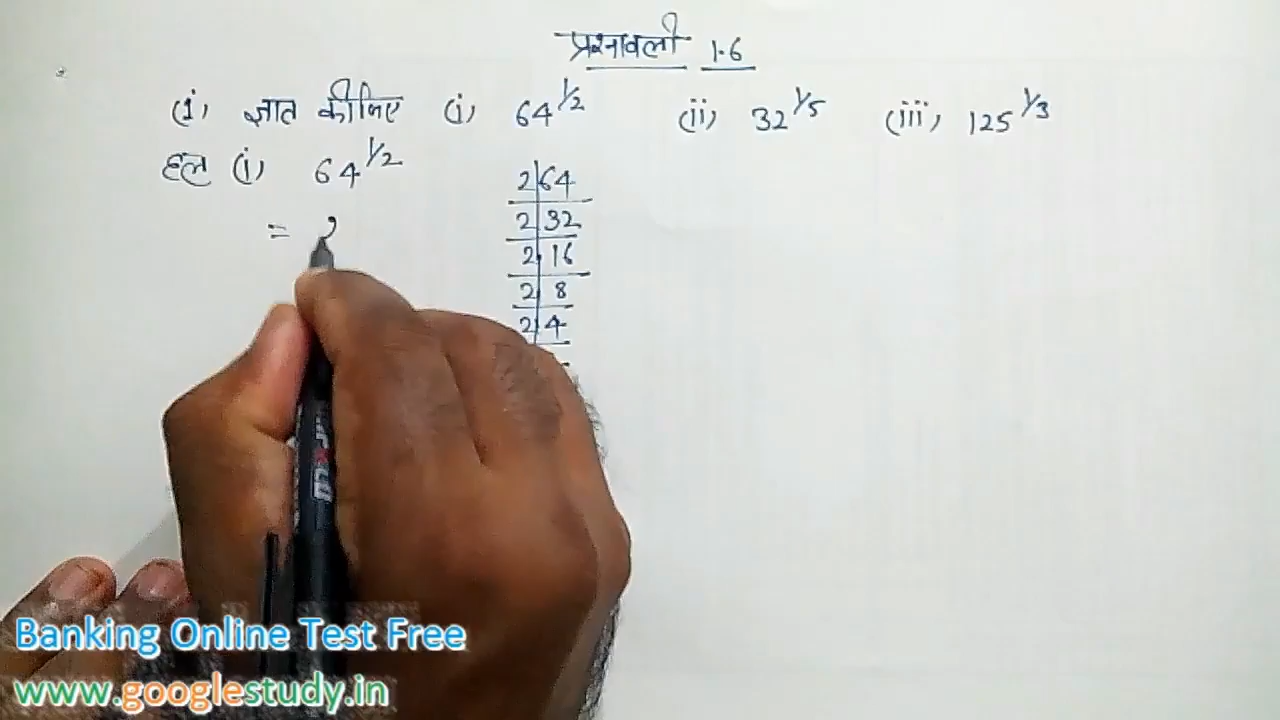 प्रश्नावली 1.6
(1) ज्ञात कीजिए (i) 64^1/2 (ii) 32^1/5 (iii) 125^1/3
हल (i) 64^1/2
=
2|64
2|32
2|16
2|8
2|4
Banking Online Test Free
www.googlestudy.in